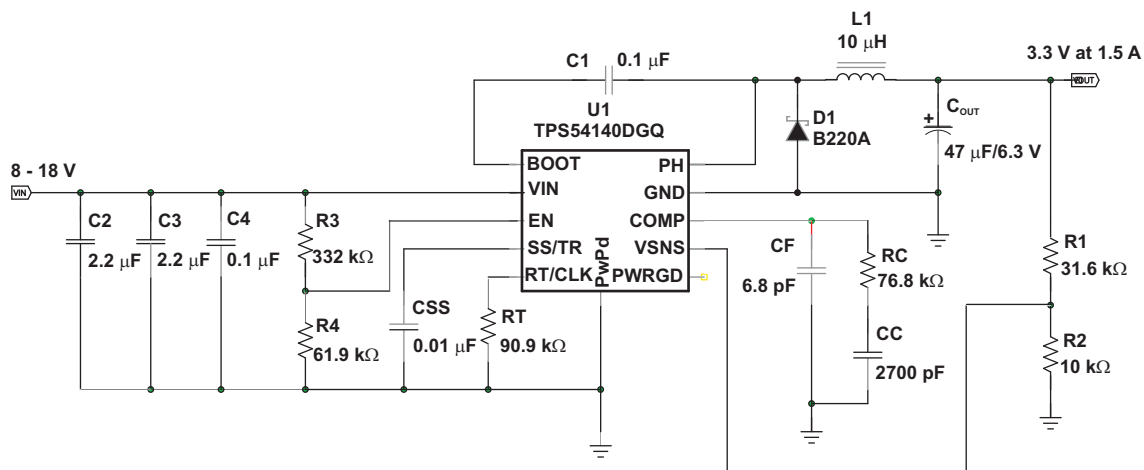 L1
10 μH
3.3 V at 1.5 A
C1
0.1 μF
VOUT
U1
TPS54140DGQ
D1
B220A
C_OUT
+
47 μF/6.3 V
8 - 18 V
VIN
BOOT
PH
VIN
GND
EN
COMP
SS/TR
VSNS
RT/CLK
PwPd
PWRGD
C2
2.2 μF
C3
2.2 μF
C4
0.1 μF
R3
332 kΩ
CF
6.8 pF
RC
76.8 kΩ
R1
31.6 kΩ
R4
61.9 kΩ
CSS
0.01 μF
RT
90.9 kΩ
CC
2700 pF
R2
10 kΩ